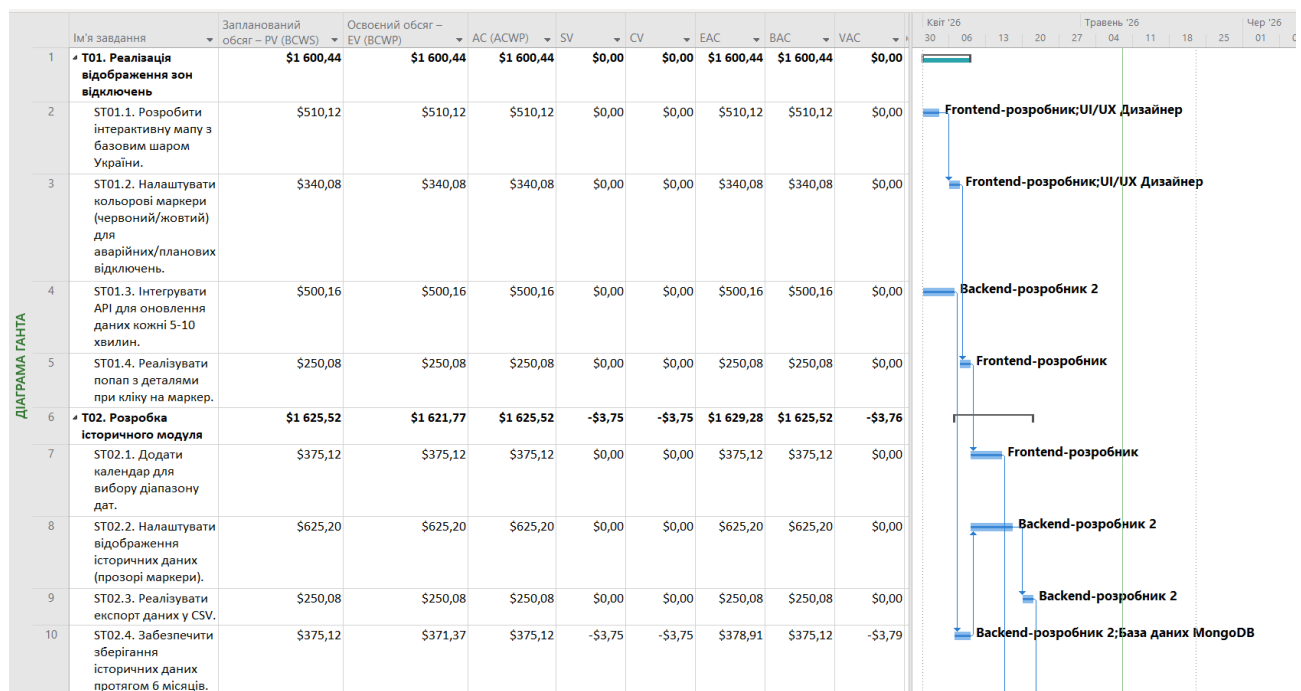 Ім'я завдання
Запланований обсяг – PV (BCWS)
Освоєний обсяг – EV (BCWP)
AC (ACWP)
SV
CV
EAC
BAC
VAC
Квіт '26
Травень '26
Чер '26
30 06 13 20 27 04 11 18 25 01
ДІАГРАМА ГАНТА
1 Т01. Реалізація $1 600,44 $1 600,44 $1 600,44 $0,00 $0,00 $1 600,44 $1 600,44 $0,00
відображення зон
відключень
2 ST01.1. Розробити $510,12 $510,12 $510,12 $0,00 $0,00 $510,12 $510,12 $0,00 Frontend-розробник;UI/UX Дизайнер
інтерактивну мапу з
базовим шаром
України.
3 ST01.2. Налаштувати $340,08 $340,08 $340,08 $0,00 $0,00 $340,08 $340,08 $0,00 Frontend-розробник;UI/UX Дизайнер
кольорові маркери
(червоний/жовтий)
для
аварійних/планових
відключень.
4 ST01.3. Інтегрувати $500,16 $500,16 $500,16 $0,00 $0,00 $500,16 $500,16 $0,00 Backend-розробник 2
АРІ для оновлення
даних кожні 5-10
хвилин.
5 ST01.4. Реалізувати $250,08 $250,08 $250,08 $0,00 $0,00 $250,08 $250,08 $0,00 Frontend-розробник
попап з деталями
при кліку на маркер.
6 Т02. Розробка $1 625,52 $1 621,77 $1 625,52 -$3,75 -$3,75 $1 629,28 $1 625,52 -$3,76
історичного модуля
7 ST02.1. Додати $375,12 $375,12 $375,12 $0,00 $0,00 $375,12 $375,12 $0,00 Frontend-розробник
календар для
вибору діапазону
дат.
8 ST02.2. Налаштувати $625,20 $625,20 $625,20 $0,00 $0,00 $625,20 $625,20 $0,00 Backend-розробник 2
відображення
історичних даних
(прозорі маркери).
9 ST02.3. Реалізувати $250,08 $250,08 $250,08 $0,00 $0,00 $250,08 $250,08 $0,00 Backend-розробник 2
експорт даних у CSV.
10 ST02.4. Забезпечити $375,12 $371,37 $375,12 -$3,75 -$3,75 $378,91 $375,12 -$3,79 Backend-розробник 2;База даних MongoDB
зберігання
історичних даних
протягом 6 місяців.